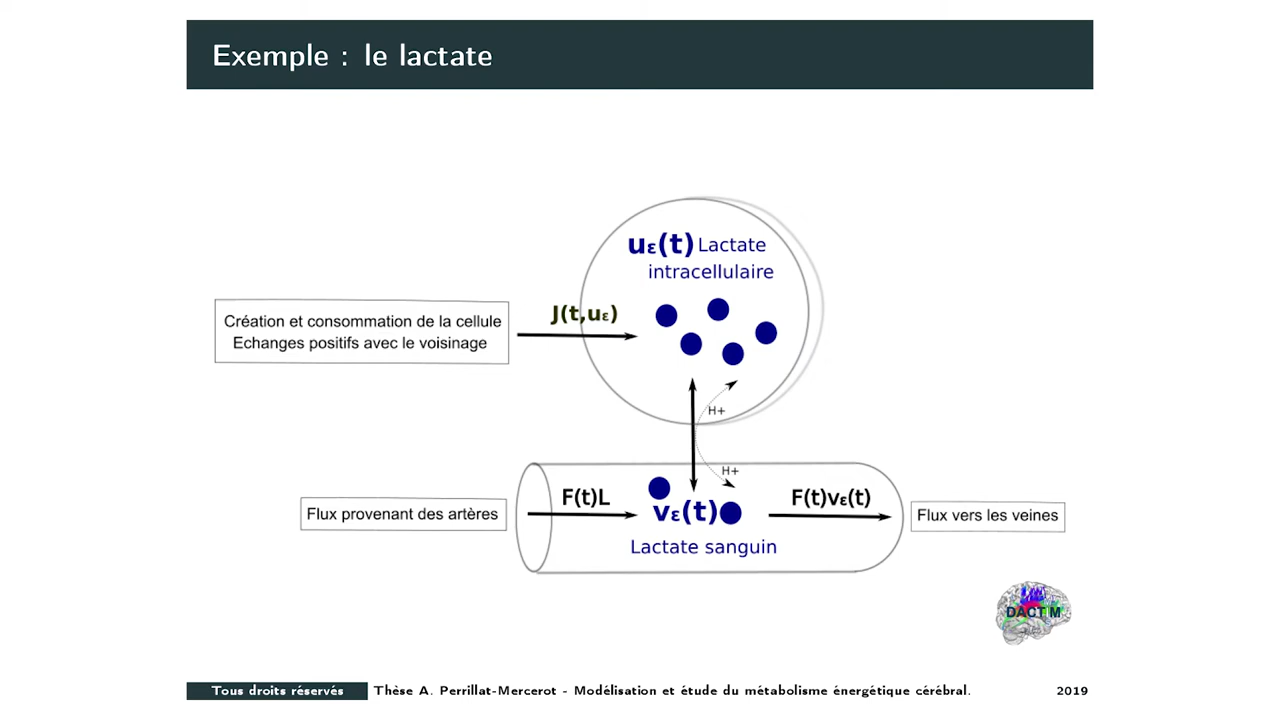 Exemple : le lactate
uε(t) Lactate
intracellulaire
Création et consommation de la cellule
Echanges positifs avec le voisinage
J(t,uε)
H+
H+
Flux provenant des artères
F(t)L
vε(t)
F(t)vε(t)
Flux vers les veines
Lactate sanguin
DACTIM
Tous droits réservés
Thèse A. Perrillat-Mercerot - Modélisation et étude du métabolisme énergétique cérébral.
2019